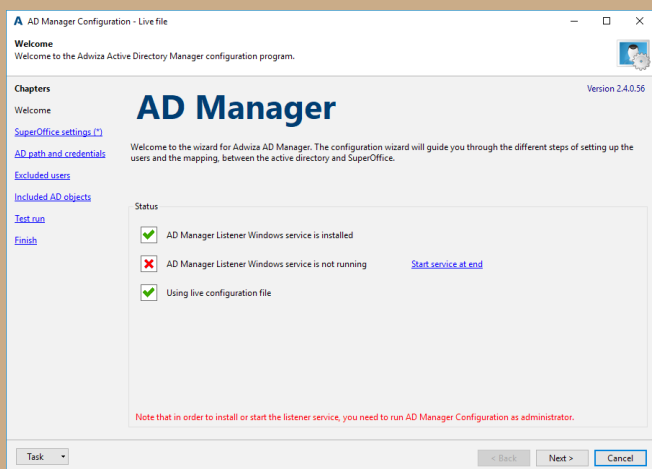 AD Manager Configuration - Live file
Welcome
Welcome to the Adwiza Active Directory Manager configuration program.
Chapters
Version 2.4.0.56
Welcome
SuperOffice settings (*)
AD path and credentials
Excluded users
Included AD objects
Test run
Finish
AD Manager
Welcome to the wizard for Adwiza AD Manager. The configuration wizard will guide you through the different steps of setting up the
users and the mapping, between the active directory and SuperOffice.
Status
AD Manager Listener Windows service is installed
AD Manager Listener Windows service is not running Start service at end
Using live configuration file
Note that in order to install or start the listener service, you need to run AD Manager Configuration as administrator.
Task
< Back Next > Cancel